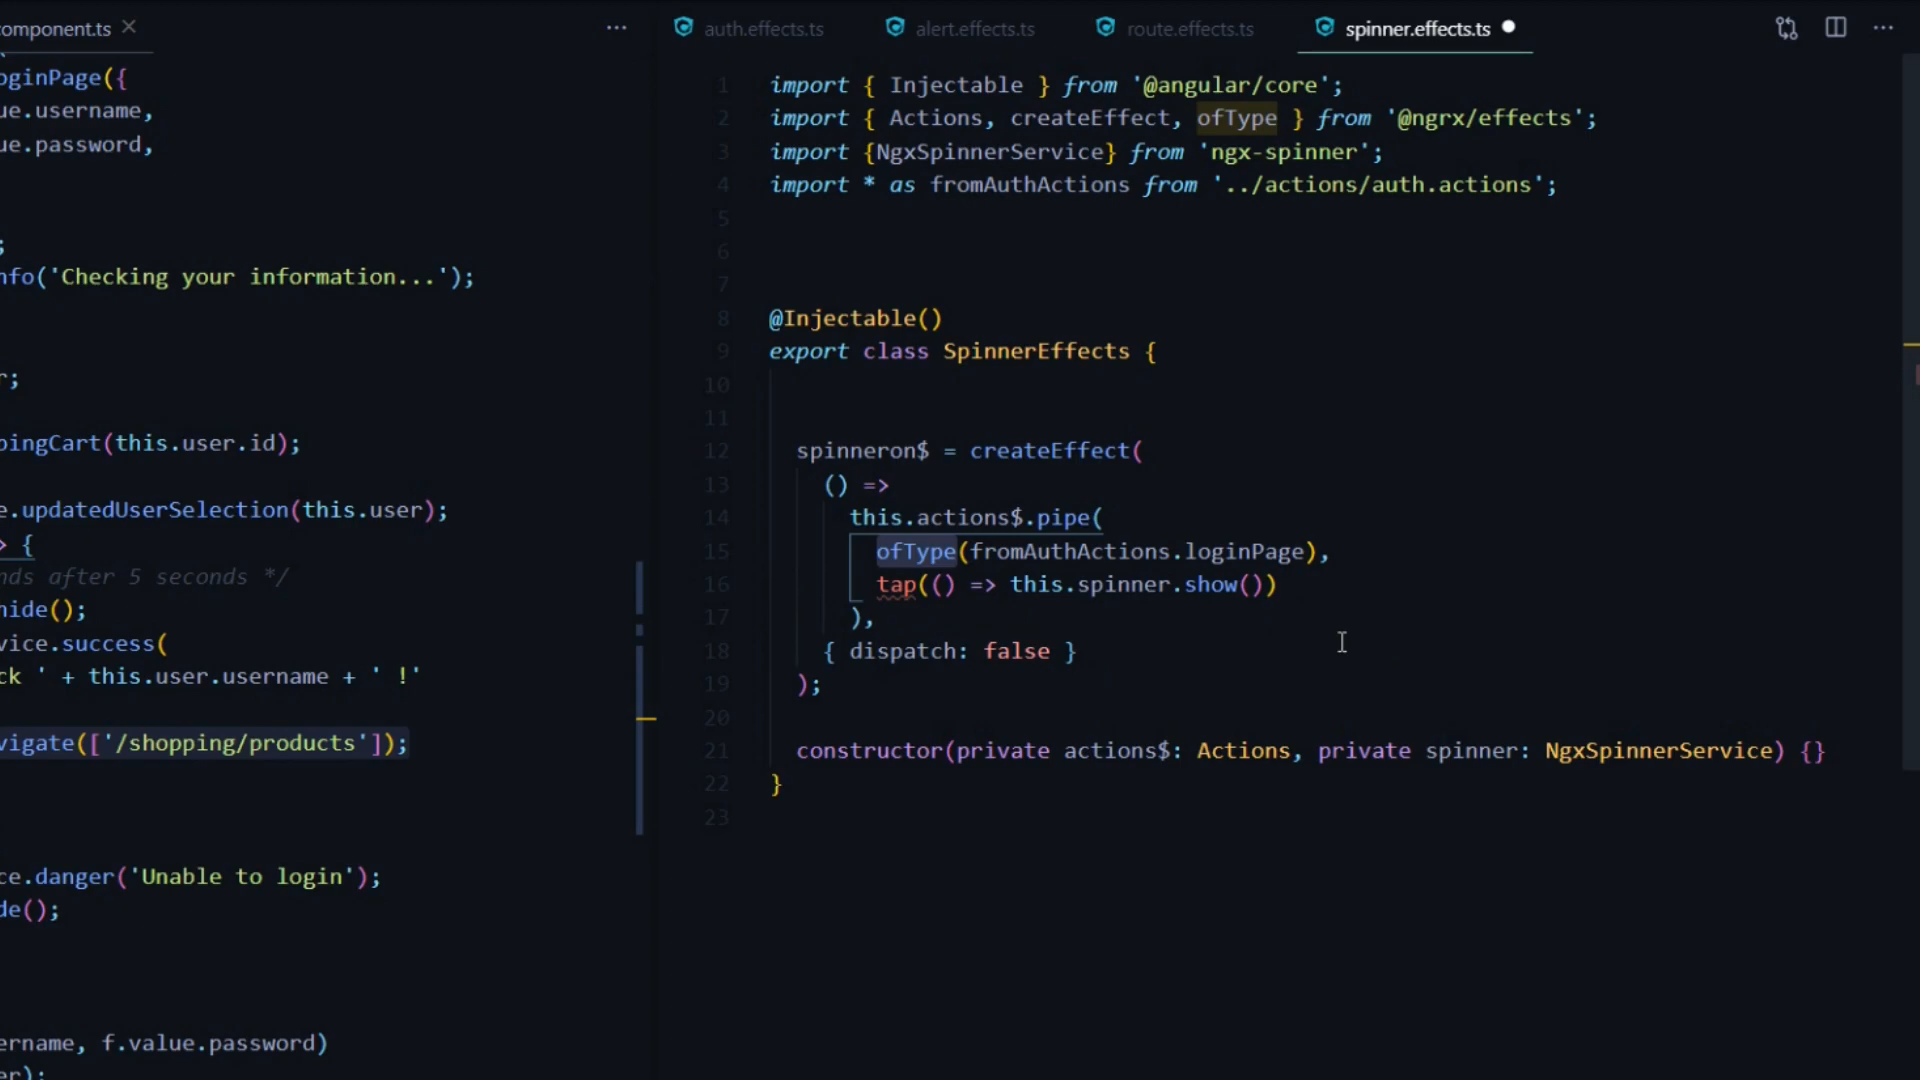 omponent.ts
oginPage({
ue.username,
ue.password,
;
nfo('Checking your information...');
r;
pingCart(this.user.id);
e.updatedUserSelection(this.user);
> {
nds after 5 seconds */
hide();
vice.success(
ck ' + this.user.username + ' !'
vigate(['/shopping/products']);
ce.danger('Unable to login');
de();
ername, f.value.password)
er);
auth.effects.ts alert.effects.ts route.effects.ts spinner.effects.ts
1 import { Injectable } from '@angular/core';
2 import { Actions, createEffect, ofType } from '@ngrx/effects';
3 import {NgxSpinnerService} from 'ngx-spinner';
4 import * as fromAuthActions from '../actions/auth.actions';
5
6
7
8 @Injectable()
9 export class SpinnerEffects {
10
11
12 spinneron$ = createEffect(
13 () =>
14 this.actions$.pipe(
15 ofType(fromAuthActions.loginPage),
16 tap(() => this.spinner.show())
17 ),
18 { dispatch: false }
19 );
20
21 constructor(private actions$: Actions, private spinner: NgxSpinnerService) {}
22 }
23